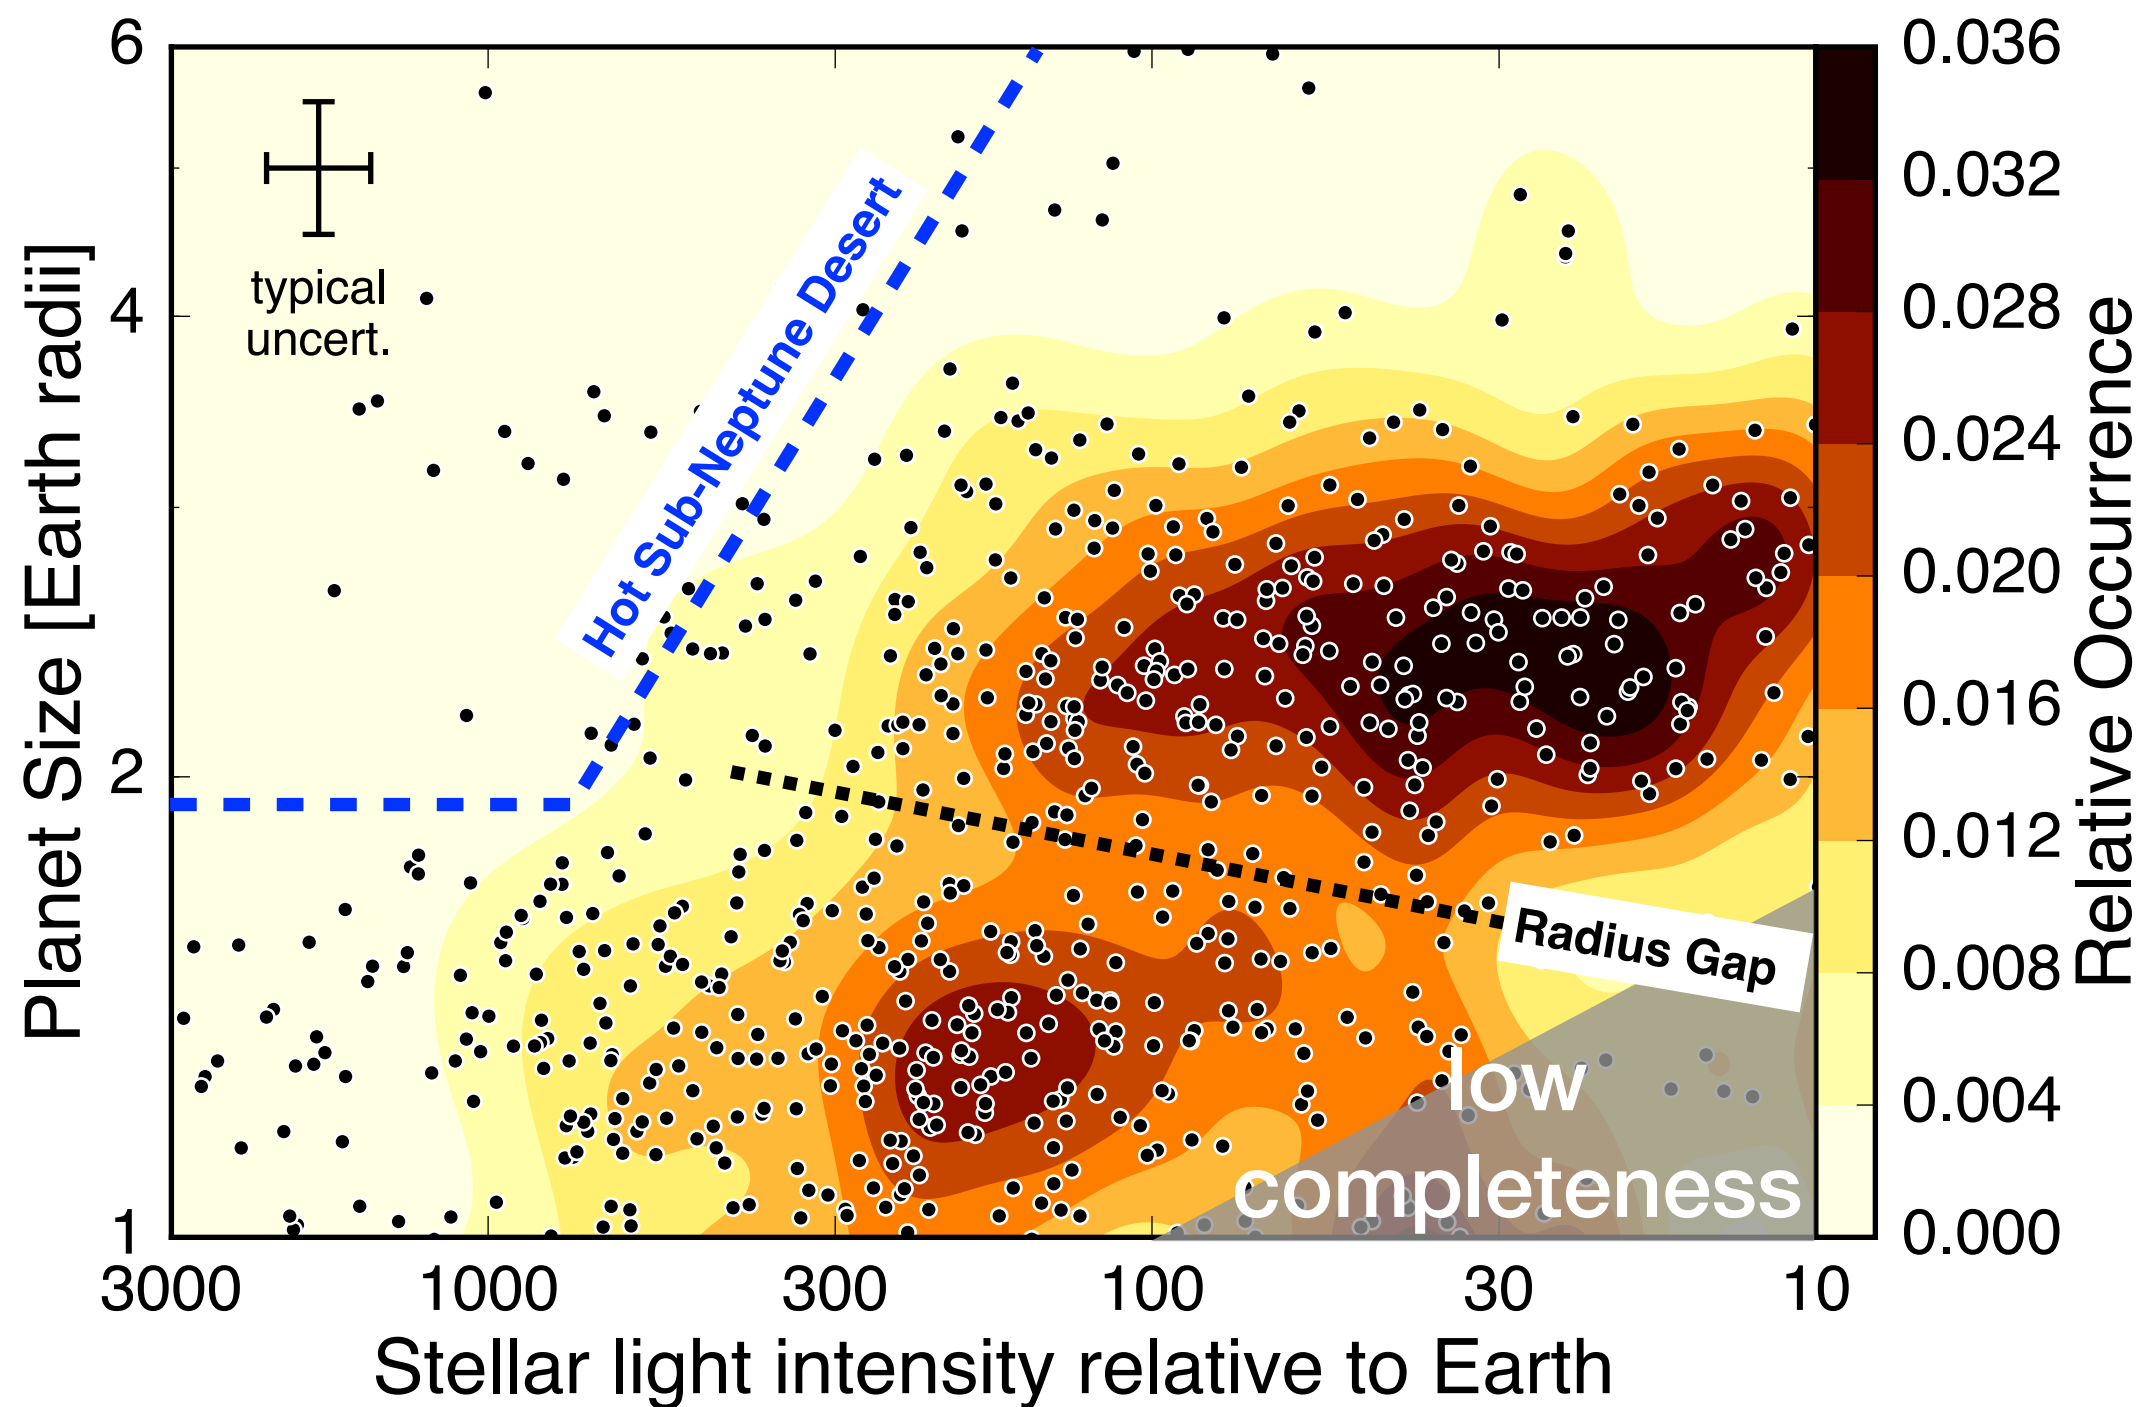 6
4
2
1
Planet Size [Earth radii]
typical
uncert.
Hot Sub-Neptune Desert
Radius Gap
low
completeness
3000
1000
300
100
30
10
Stellar light intensity relative to Earth
0.036
0.032
0.028
0.024
0.020
0.016
0.012
0.008
0.004
0.000
Relative Occurrence